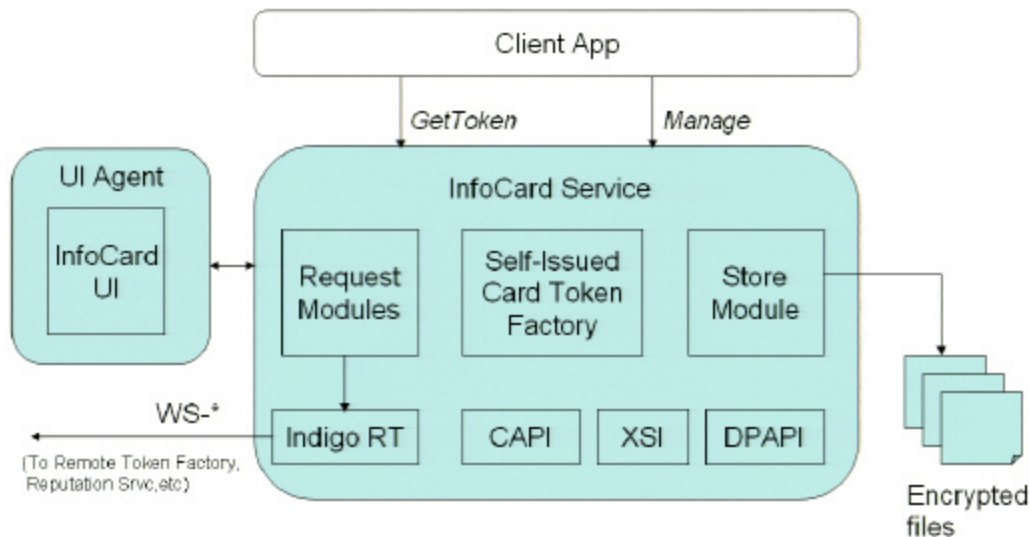 Client App
GetToken
Manage
UI Agent
InfoCard
UI
InfoCard Service
Request
Modules
Self-Issued
Card Token
Factory
Store
Module
WS-*
(To Remote Token Factory,
Reputation Srvc,etc)
Indigo RT
CAPI
XSI
DPAPI
Encrypted
files